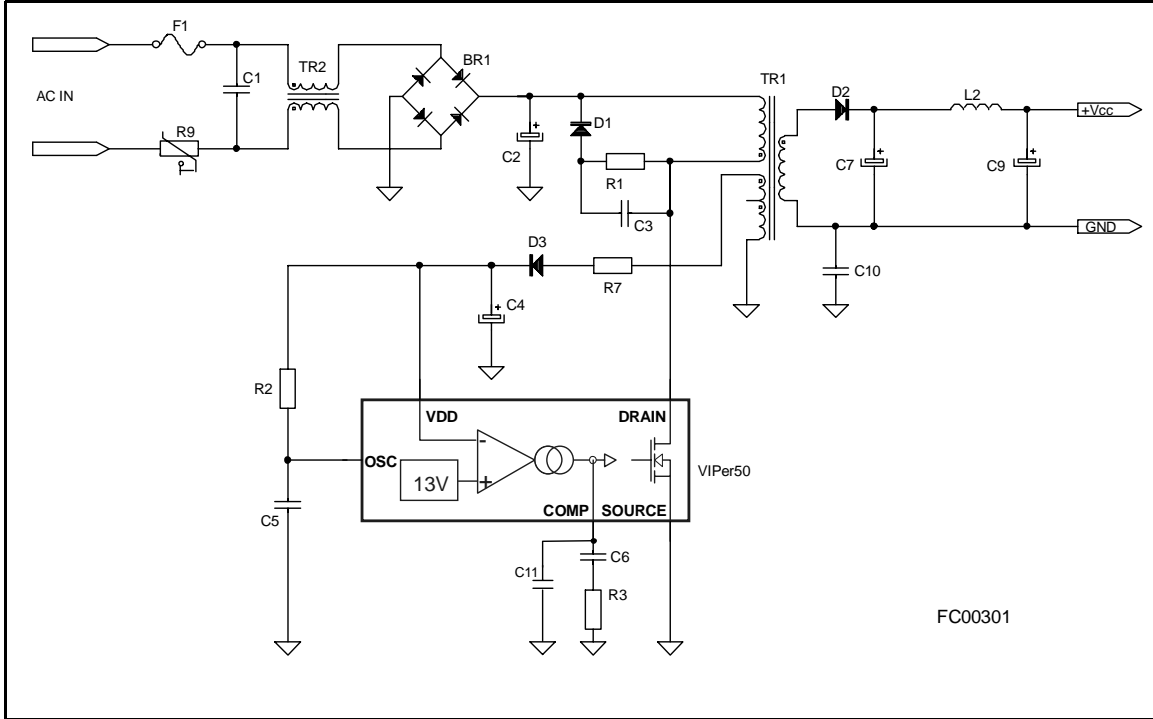 F1
BR1
TR2
C1
TR1
D2
L2
AC IN
+Vcc
R9
D1
C2
+
R1
C7
+
C9
+
C3
GND
D3
R7
C10
C4
+
R2
VDD
DRAIN
-
VIPer50
OSC
13V
+
COMP
SOURCE
C5
C6
C11
R3
FC00301